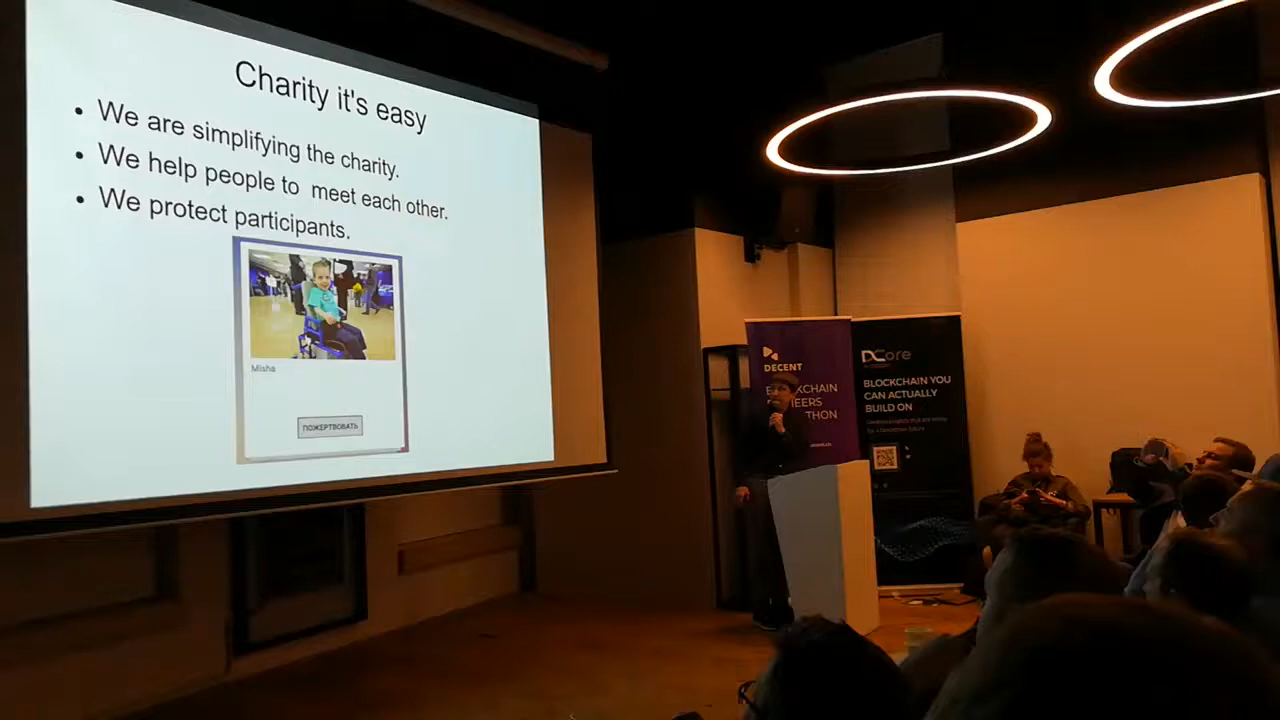 Charity it's easy
• We are simplifying the charity.
• We help people to meet each other.
• We protect participants.
Misha
ПОЖЕРТВОВАТЬ
DECENT
DCore
BLOCKCHAIN YOU
CAN ACTUALLY
BUILD ON